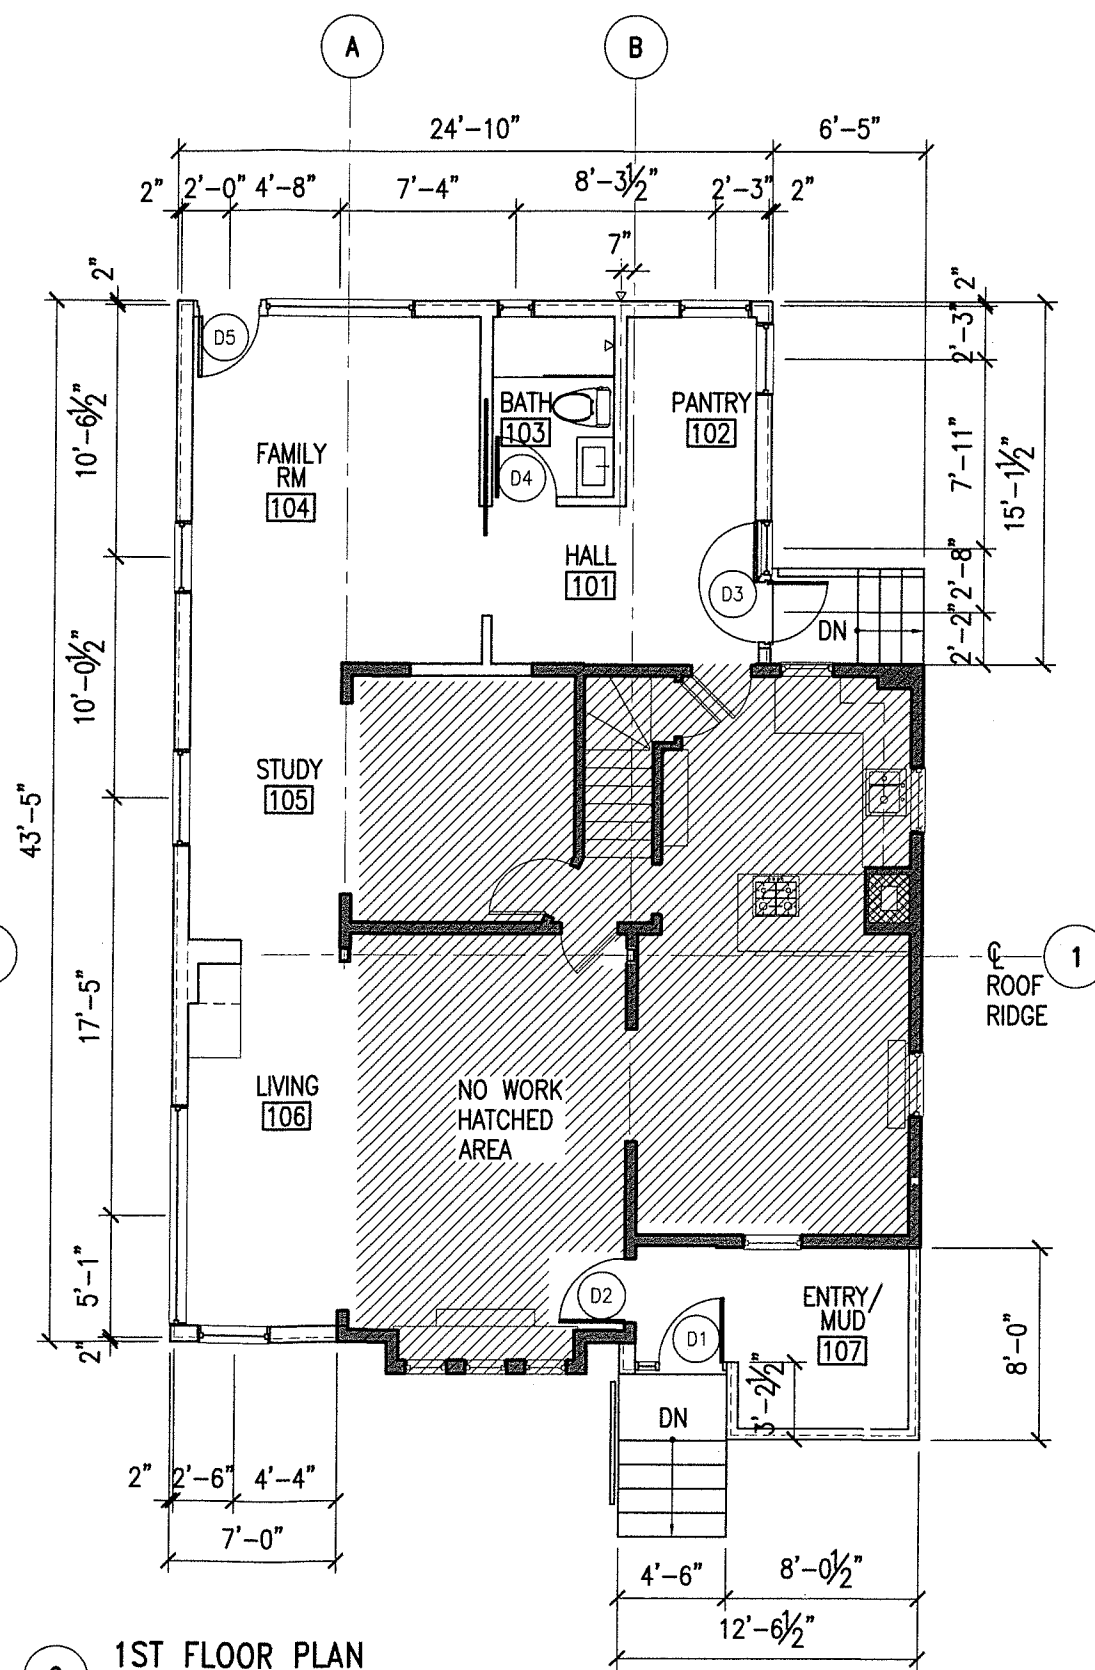 A
B
24'-10"
6'-5"
2"
2'-0"
4'-8"
7'-4"
8'-3½"
2'-3"
2"
7"
2"
2"
D5
2'-3"
10'-6½"
BATH
103
PANTRY
102
7'-11"
15'-1½"
FAMILY
RM
104
D4
HALL
101
D3
2'-8"
DN
2'-2"
10'-0½"
STUDY
105
43'-5"
℄
ROOF
RIDGE
1
17'-5"
LIVING
106
NO WORK
HATCHED
AREA
5'-1"
2"
D2
D1
ENTRY/
MUD
107
8'-0"
3'-2½"
DN
2"
2'-6"
4'-4"
7'-0"
4'-6"
8'-0½"
12'-6½"
1ST FLOOR PLAN